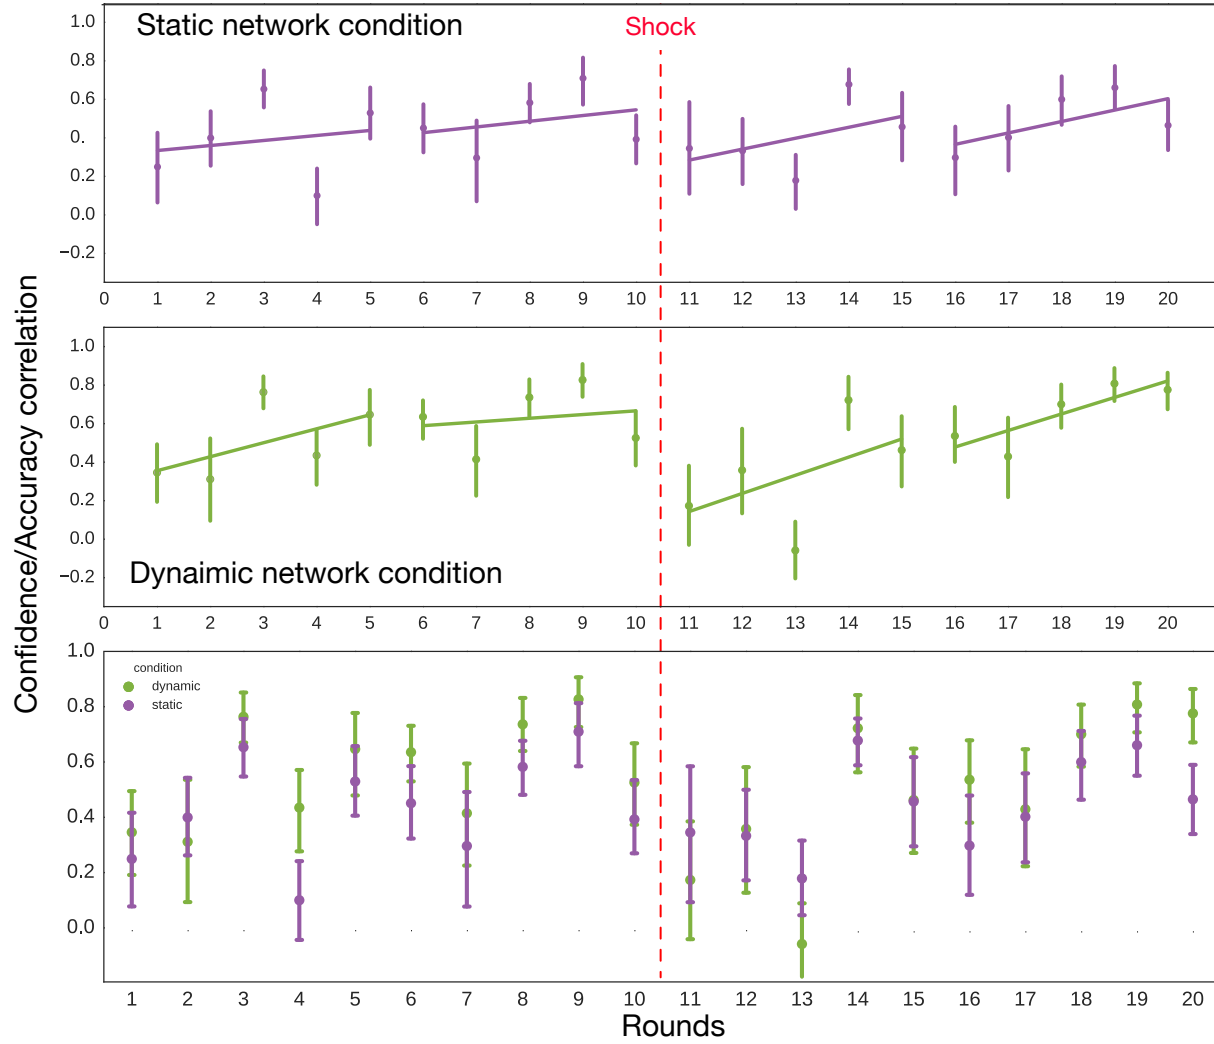 Static network condition
Shock
1.0
0.8
0.6
0.4
0.2
0.0
−0.2
0 1 2 3 4 5 6 7 8 9 10 11 12 13 14 15 16 17 18 19 20
Confidence/Accuracy correlation
1.0
0.8
0.6
0.4
0.2
0.0
−0.2
Dynaimic network condition
0 1 2 3 4 5 6 7 8 9 10 11 12 13 14 15 16 17 18 19 20
1.0
0.8
0.6
0.4
0.2
0.0
condition
dynamic
static
1 2 3 4 5 6 7 8 9 10 11 12 13 14 15 16 17 18 19 20
Rounds